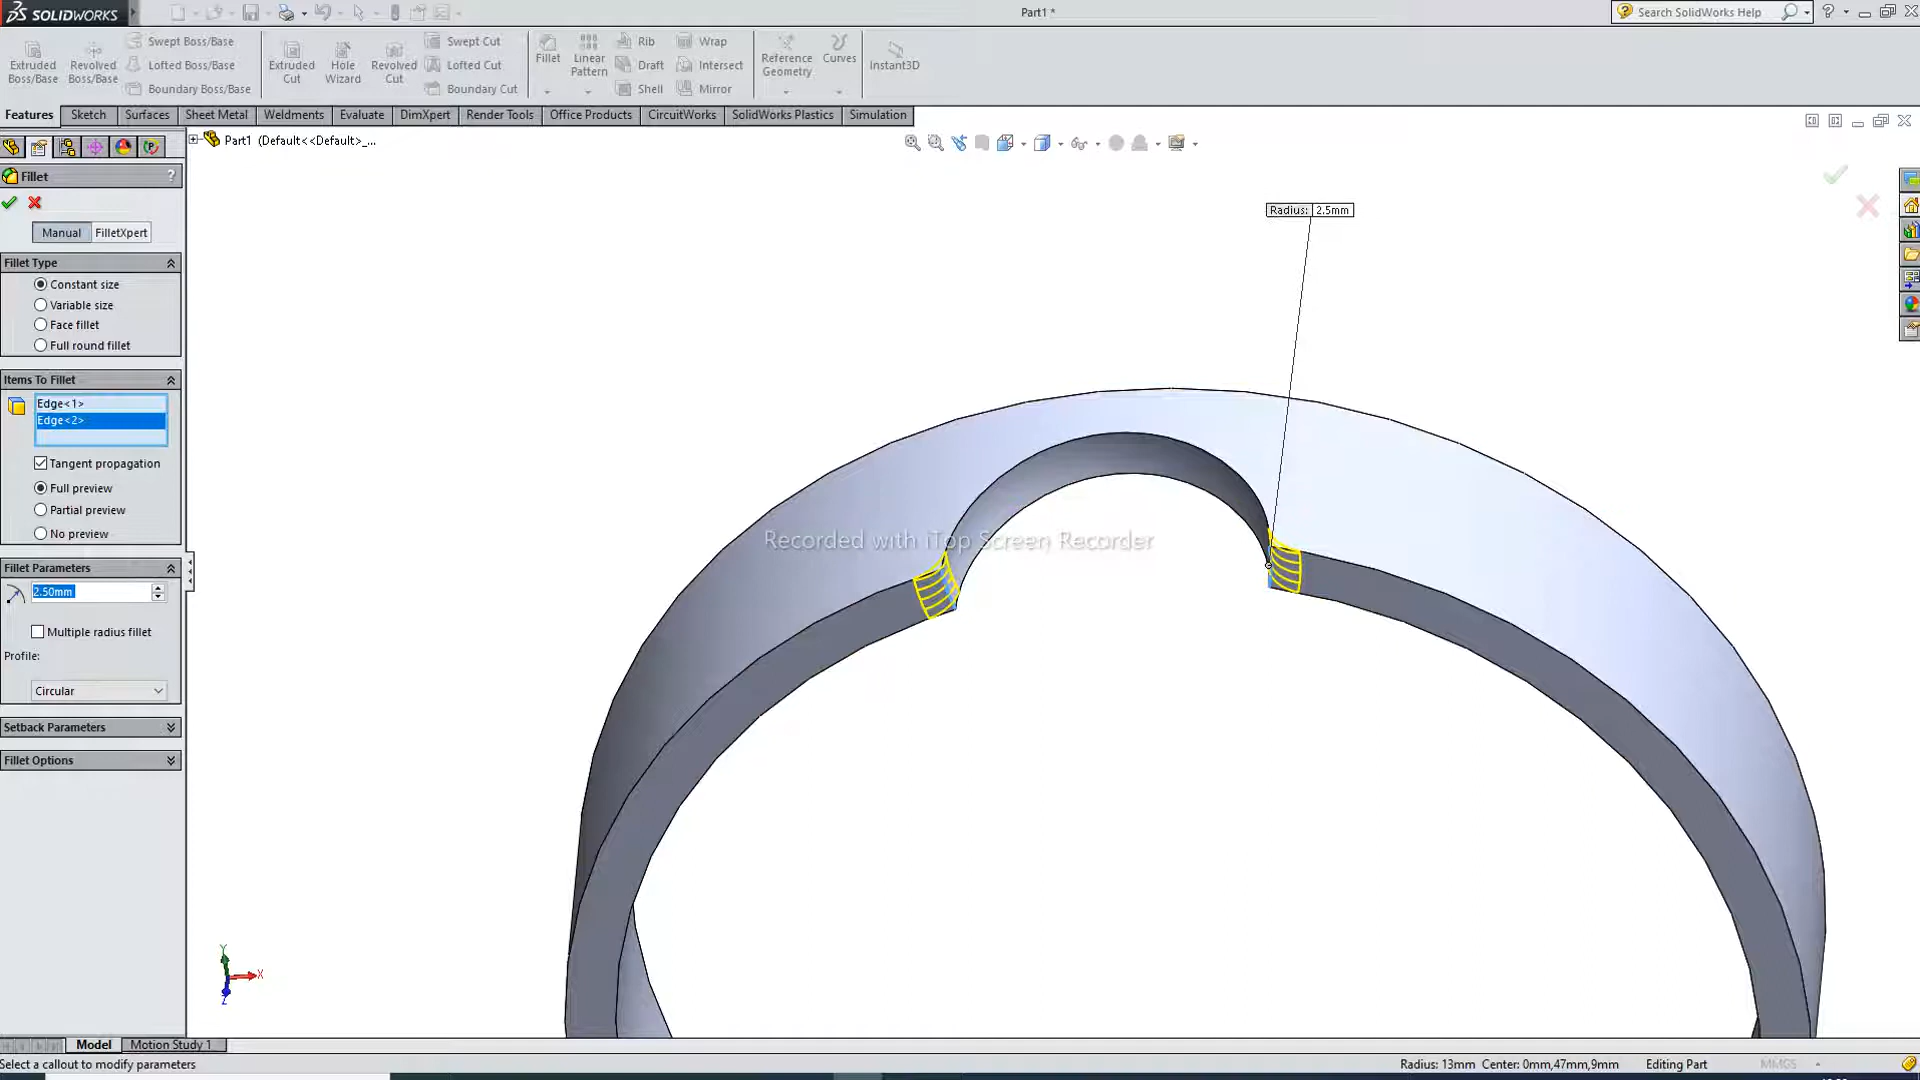 SOLIDWORKS
Part1 *
Search SolidWorks Help
Extruded Boss/Base
Revolved Boss/Base
Swept Boss/Base
Lofted Boss/Base
Boundary Boss/Base
Extruded Cut
Hole Wizard
Revolved Cut
Swept Cut
Lofted Cut
Boundary Cut
Fillet
Linear Pattern
Rib
Draft
Shell
Wrap
Intersect
Mirror
Reference Geometry
Curves
Instant3D
Features
Sketch
Surfaces
Sheet Metal
Weldments
Evaluate
DimXpert
Render Tools
Office Products
CircuitWorks
SolidWorks Plastics
Simulation
Part1 (Default<<Default>_...
Fillet
?
Manual
FilletXpert
Fillet Type
Constant size
Variable size
Face fillet
Full round fillet
Items To Fillet
Edge<1>
Edge<2>
Tangent propagation
Full preview
Partial preview
No preview
Fillet Parameters
2.50mm
Multiple radius fillet
Profile:
Circular
Setback Parameters
Fillet Options
Radius: 2.5mm
Recorded with iTop Screen Recorder
Y
X
Z
Model
Motion Study 1
Select a callout to modify parameters
Radius: 13mm Center: 0mm,47mm,9mm
Editing Part
MMGS